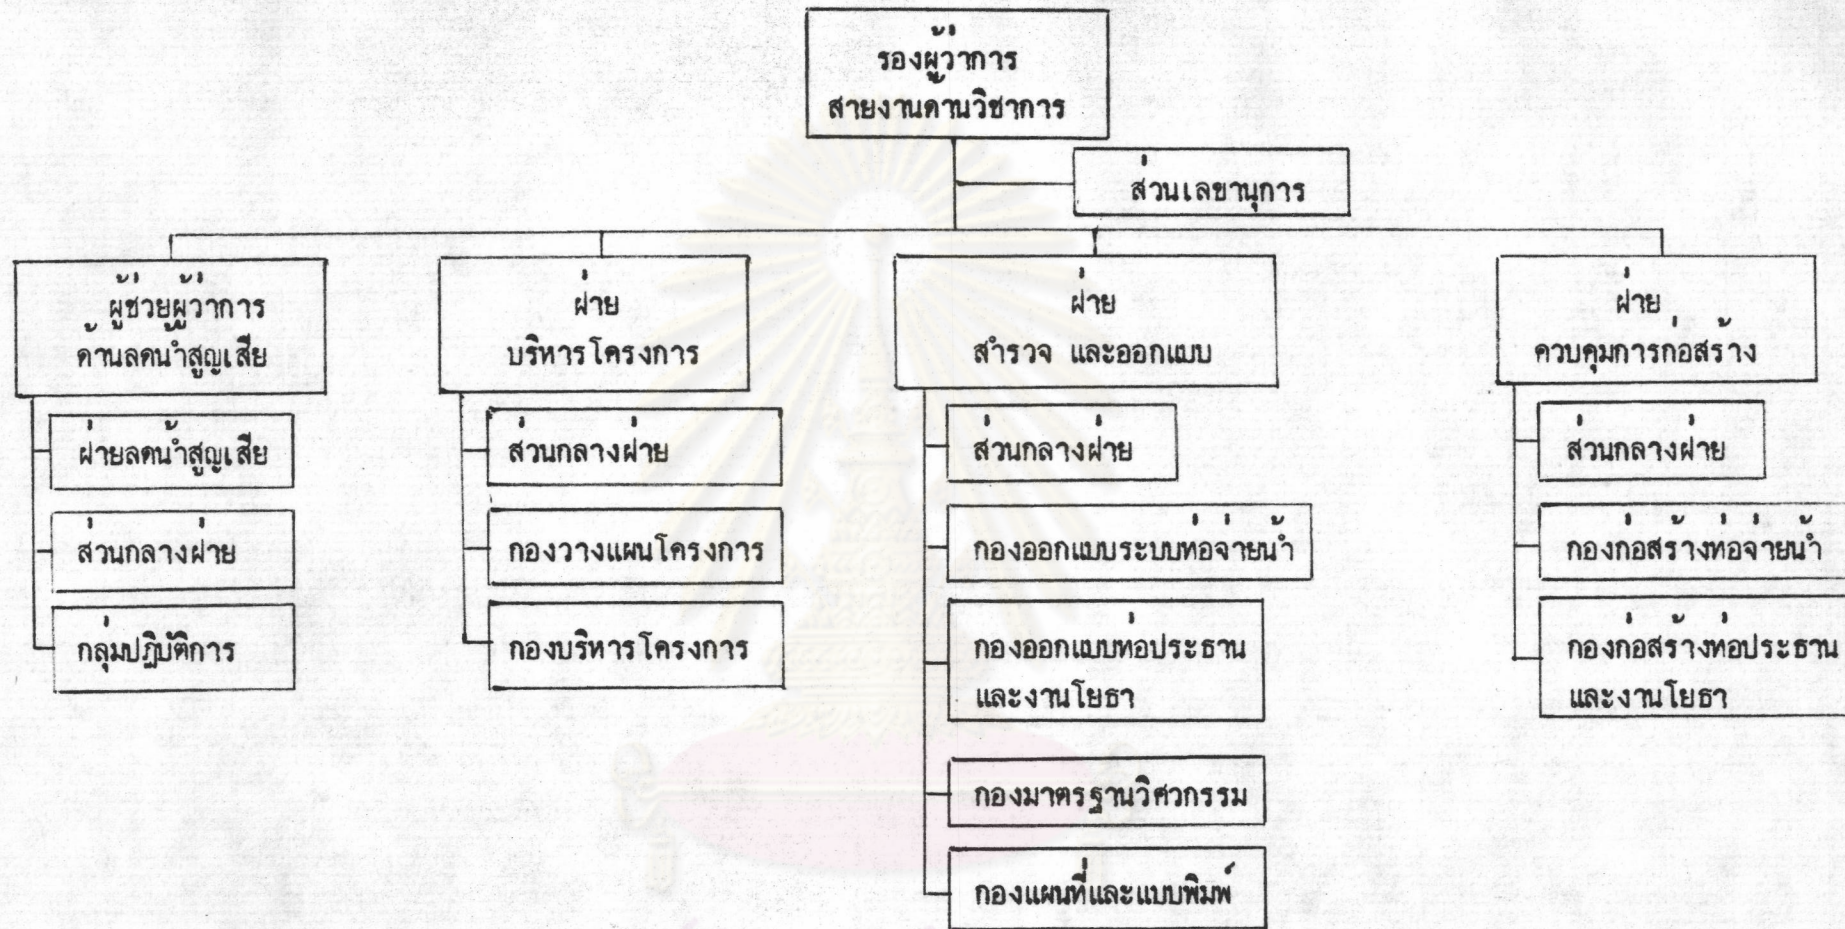 รองผู้ว่าการ
สายงานด้านวิชาการ
ส่วนเลขานุการ
ผู้ช่วยผู้ว่าการ
ด้านลดน้ำสูญเสีย
ฝ่ายลดน้ำสูญเสีย
ส่วนกลางฝ่าย
กลุ่มปฏิบัติการ
ฝ่าย
บริหารโครงการ
ส่วนกลางฝ่าย
กองวางแผนโครงการ
กองบริหารโครงการ
ฝ่าย
สำรวจ และออกแบบ
ส่วนกลางฝ่าย
กองออกแบบระบบท่อจ่ายน้ำ
กองออกแบบท่อประธาน
และงานโยธา
กองมาตรฐานวิศวกรรม
กองแผนที่และแบบพิมพ์
ฝ่าย
ควบคุมการก่อสร้าง
ส่วนกลางฝ่าย
กองก่อสร้างท่อจ่ายน้ำ
กองก่อสร้างท่อประธาน
และงานโยธา